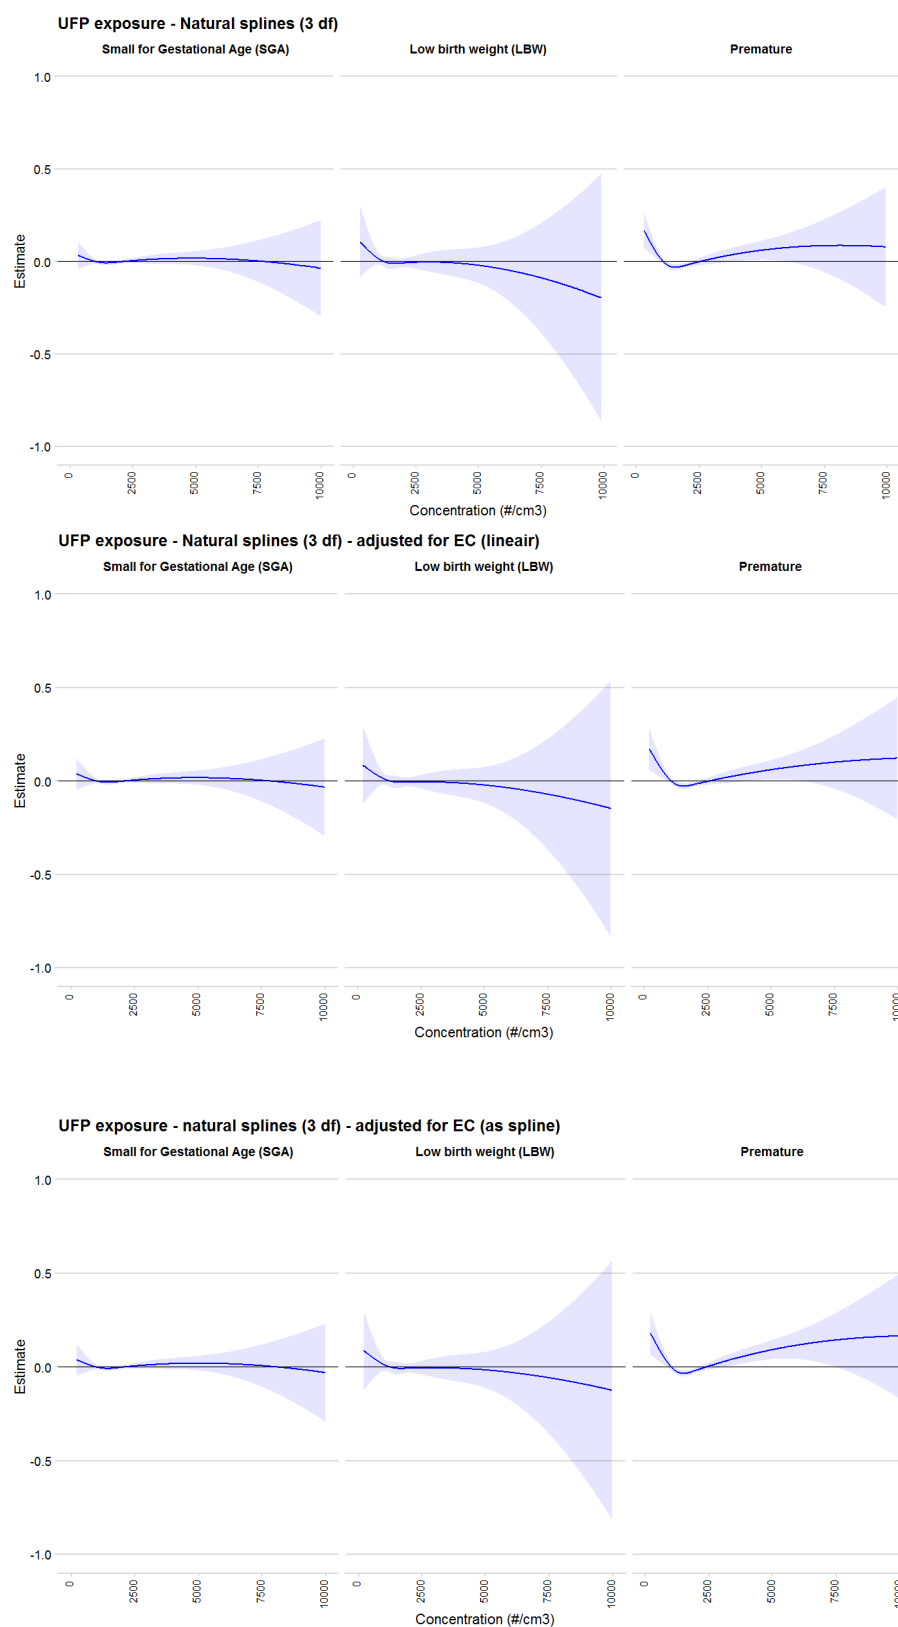 UFP exposure - Natural splines (3 df)
Small for Gestational Age (SGA) Low birth weight (LBW) Premature
1.0
0.5
0.0
-0.5
-1.0
Estimate
0 2500 5000 7500 10000 0 2500 5000 7500 10000 0 2500 5000 7500 10000
Concentration (#/cm3)
UFP exposure - Natural splines (3 df) - adjusted for EC (lineair)
Small for Gestational Age (SGA) Low birth weight (LBW) Premature
1.0
0.5
0.0
-0.5
-1.0
Estimate
0 2500 5000 7500 10000 0 2500 5000 7500 10000 0 2500 5000 7500 10000
Concentration (#/cm3)
UFP exposure - natural splines (3 df) - adjusted for EC (as spline)
Small for Gestational Age (SGA) Low birth weight (LBW) Premature
1.0
0.5
0.0
-0.5
-1.0
Estimate
0 2500 5000 7500 10000 0 2500 5000 7500 10000 0 2500 5000 7500 10000
Concentration (#/cm3)